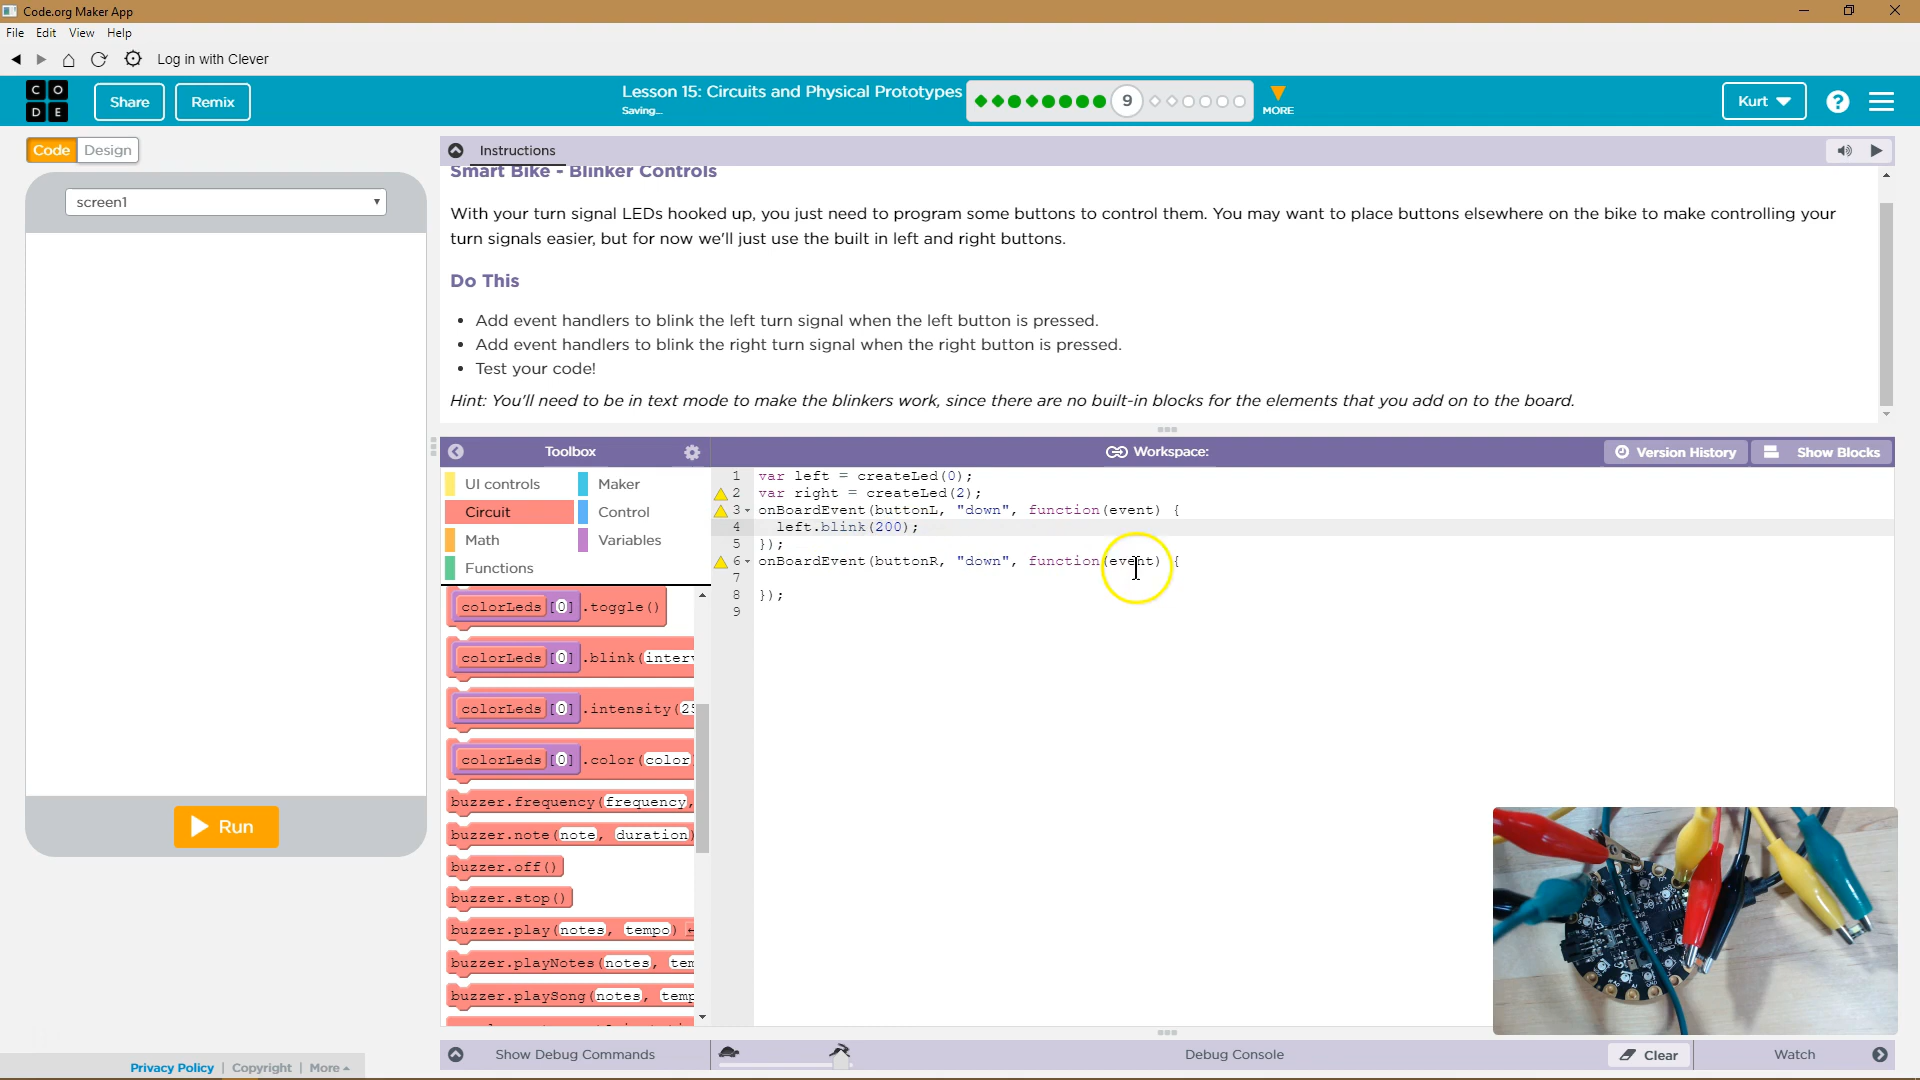 Code.org Maker App
File Edit View Help
Log in with Clever
CODE
Share
Remix
Lesson 15: Circuits and Physical Prototypes
Saving...
9
MORE
Kurt
?
Code Design
screen1
Run
Instructions
Smart Bike - Blinker Controls
With your turn signal LEDs hooked up, you just need to program some buttons to control them. You may want to place buttons elsewhere on the bike to make controlling your
turn signals easier, but for now we'll just use the built in left and right buttons.
Do This
• Add event handlers to blink the left turn signal when the left button is pressed.
• Add event handlers to blink the right turn signal when the right button is pressed.
• Test your code!
Hint: You'll need to be in text mode to make the blinkers work, since there are no built-in blocks for the elements that you add on to the board.
Toolbox
Workspace:
Version History
Show Blocks
UI controls
Maker
Circuit
Control
Math
Variables
Functions
colorLeds[0].toggle()
colorLeds[0].blink(interv
colorLeds[0].intensity(25
colorLeds[0].color(color
buzzer.frequency(frequency,
buzzer.note(note, duration)
buzzer.off()
buzzer.stop()
buzzer.play(notes, tempo)
buzzer.playNotes(notes, tem
buzzer.playSong(notes, temp
1 var left = createLed(0);
2 var right = createLed(2);
3 onBoardEvent(buttonL, "down", function(event) {
4 left.blink(200);
5 });
6 onBoardEvent(buttonR, "down", function(event) {
7
8 });
9
Show Debug Commands
Debug Console
Clear
Watch
Privacy Policy | Copyright | More